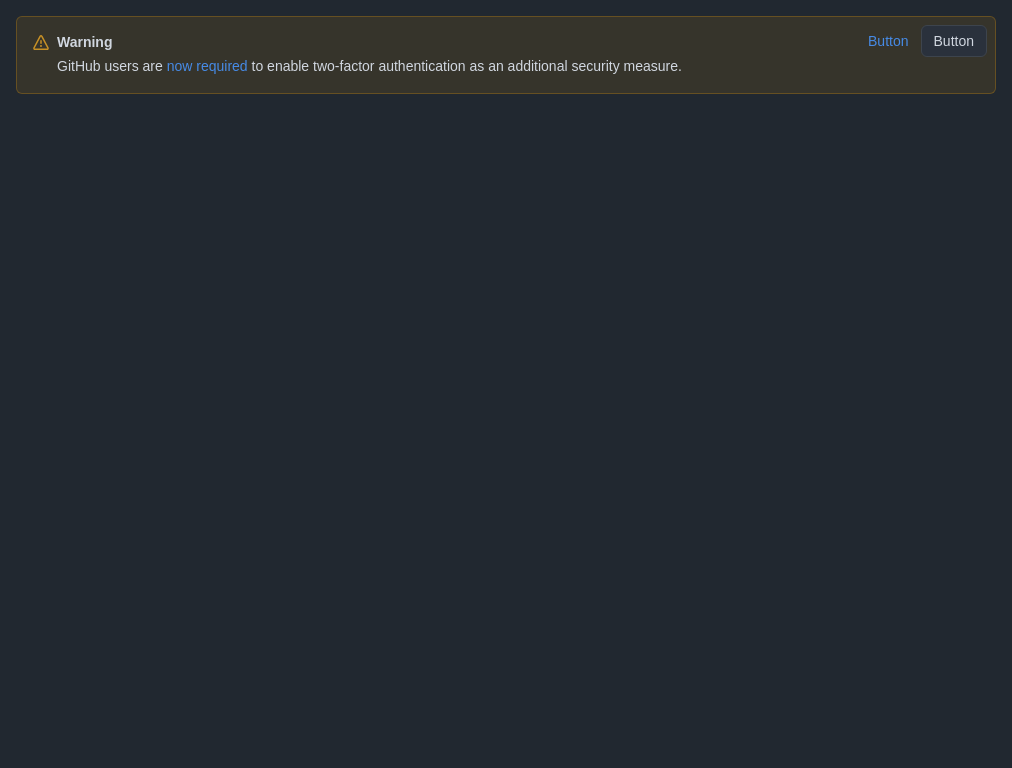 Warning
Button
Button
GitHub users are now required to enable two-factor authentication as an additional security measure.